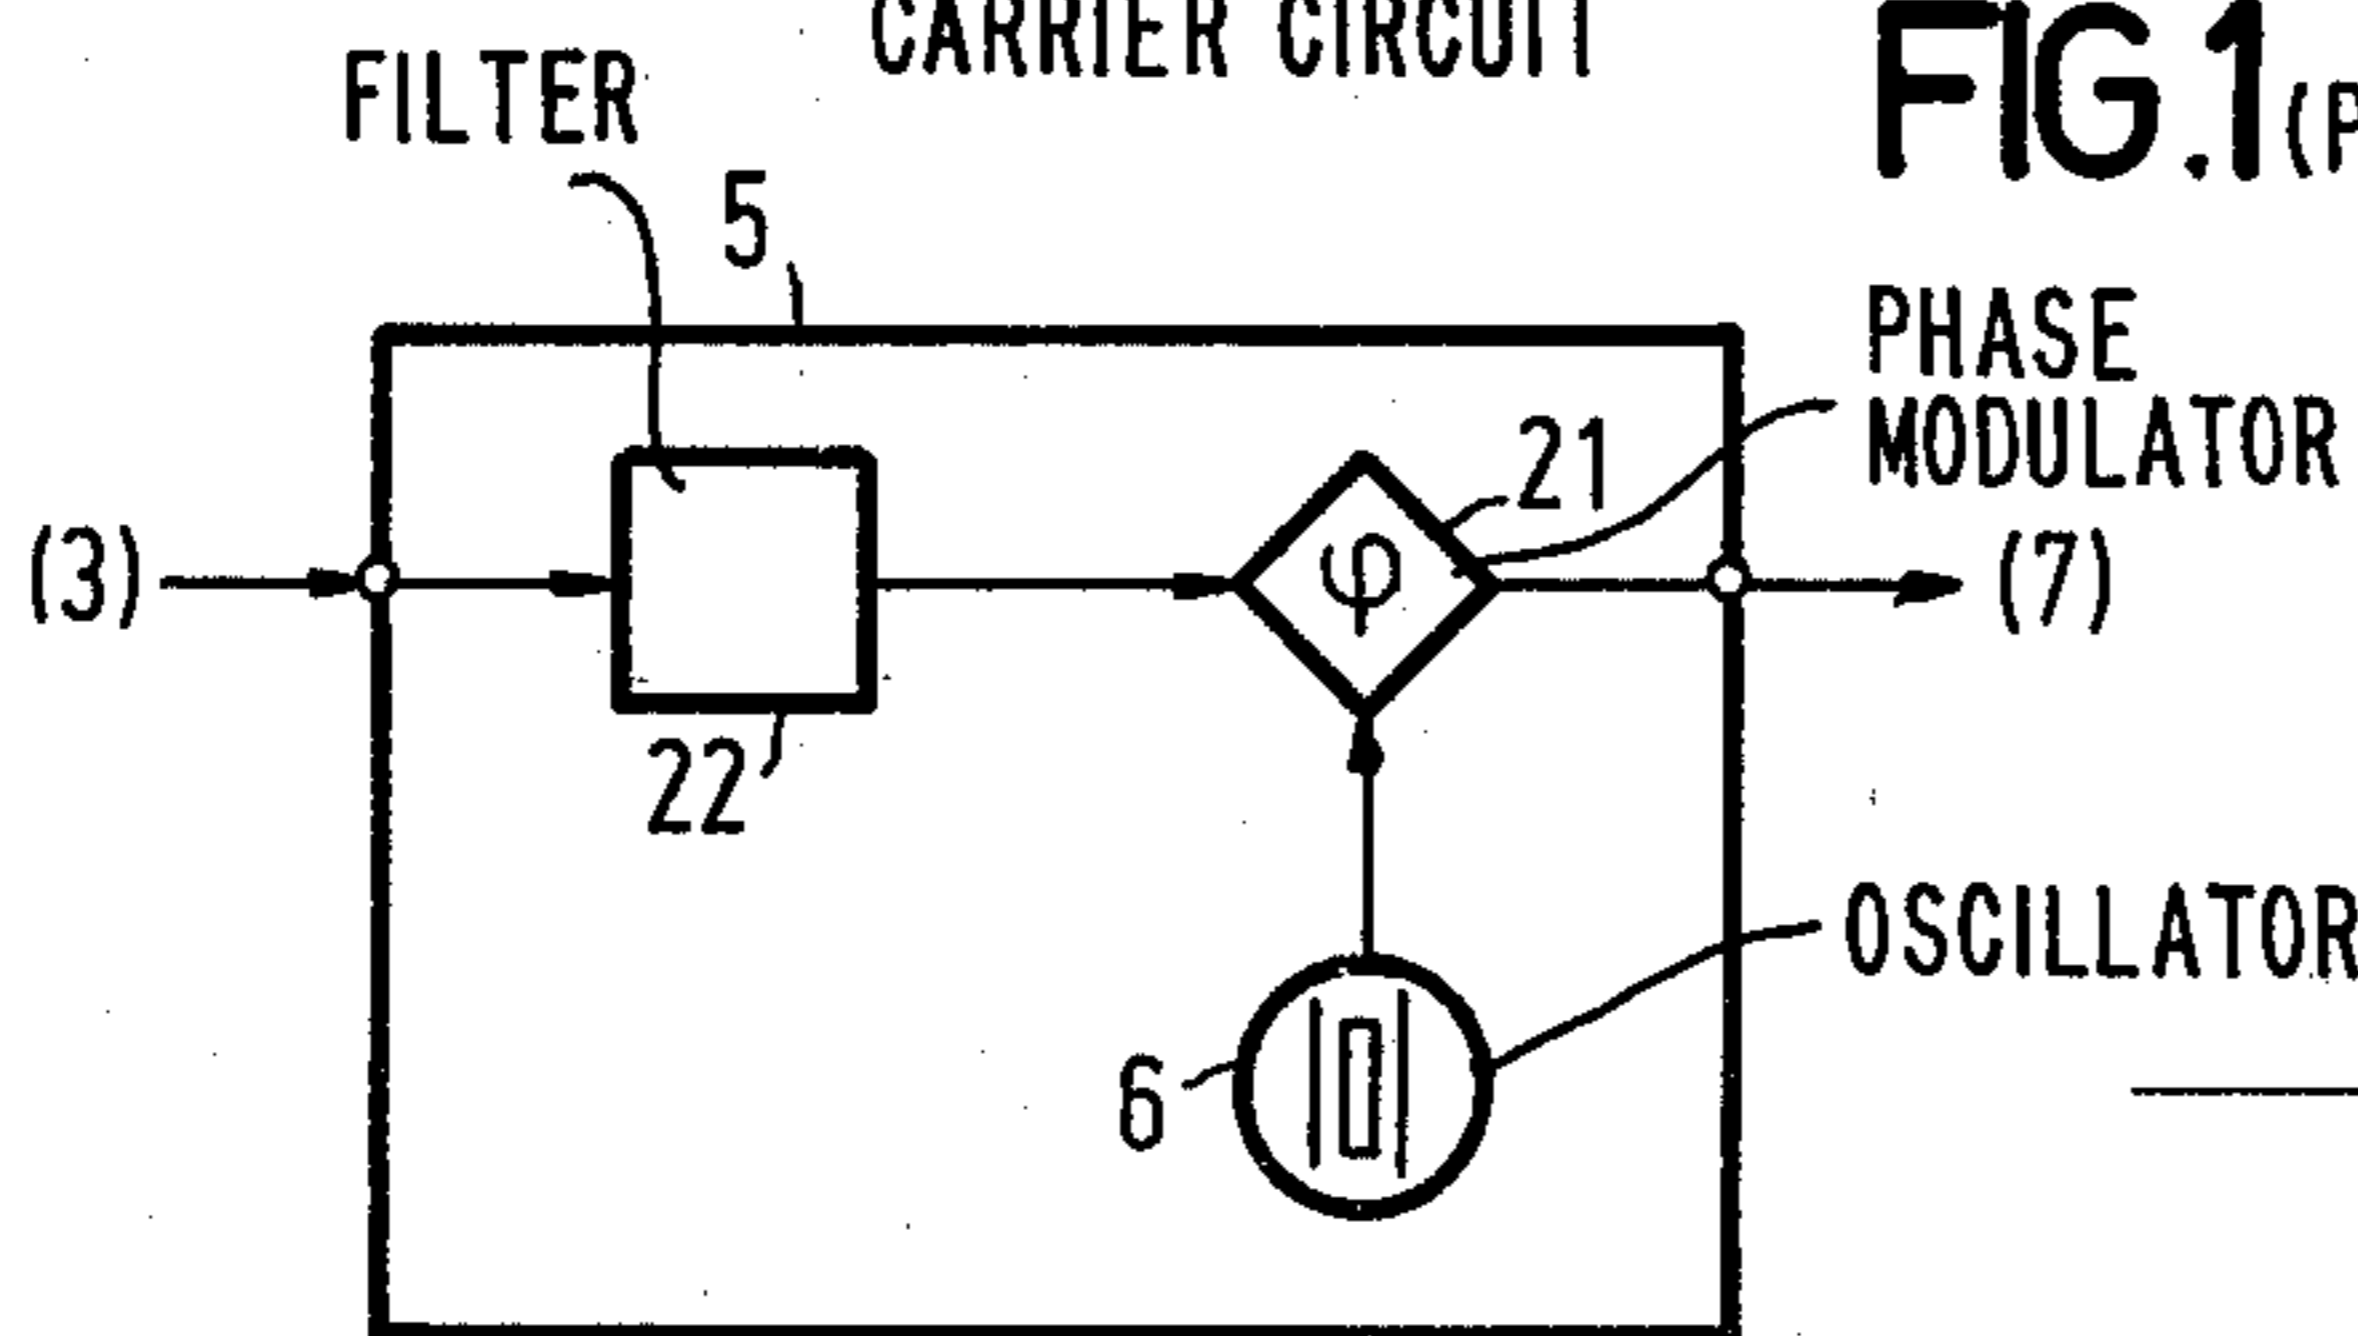 CARRIER CIRCUIT
FIG.1 (P
FILTER
5
PHASE
MODULATOR
21
(3)
φ
(7)
22
OSCILLATOR
6